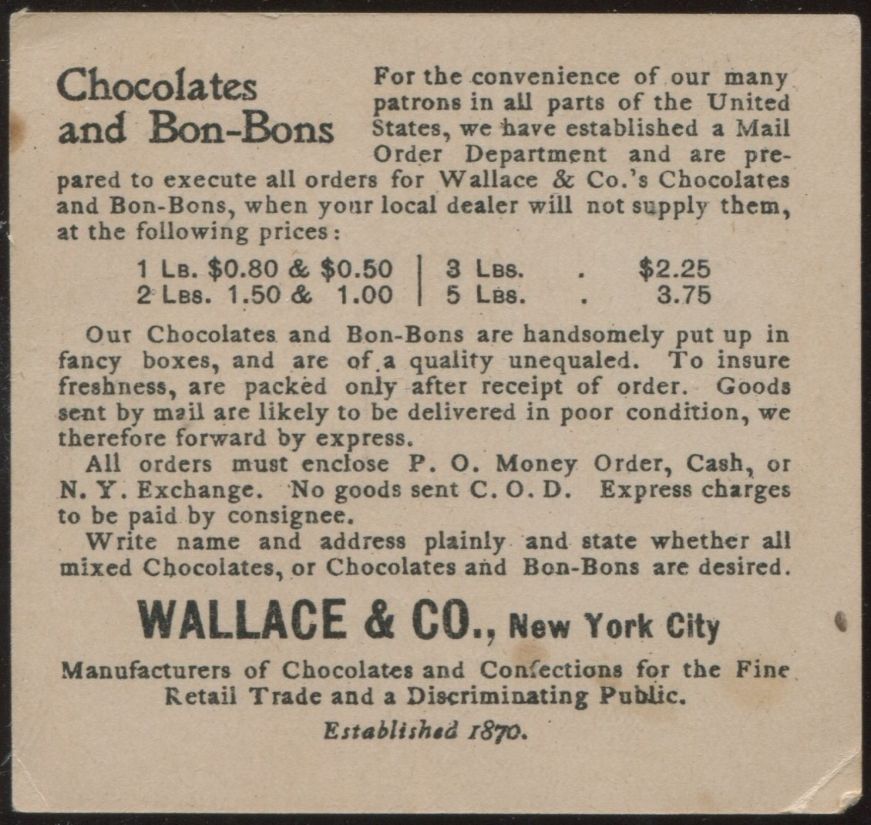 Chocolates
and Bon-Bons
For the convenience of our many
patrons in all parts of the United
States, we have established a Mail
Order Department and are pre-
pared to execute all orders for Wallace & Co.'s Chocolates
and Bon-Bons, when your local dealer will not supply them,
at the following prices:
1 LB. $0.80 & $0.50 | 3 LBS. . $2.25
2 LBS. 1.50 & 1.00 | 5 LBS. . 3.75
Our Chocolates and Bon-Bons are handsomely put up in
fancy boxes, and are of a quality unequaled. To insure
freshness, are packed only after receipt of order. Goods
sent by mail are likely to be delivered in poor condition, we
therefore forward by express.
All orders must enclose P. O. Money Order, Cash, or
N. Y. Exchange. No goods sent C. O. D. Express charges
to be paid by consignee.
Write name and address plainly and state whether all
mixed Chocolates, or Chocolates and Bon-Bons are desired.
WALLACE & CO., New York City
Manufacturers of Chocolates and Confections for the Fine
Retail Trade and a Discriminating Public.
Established 1870.